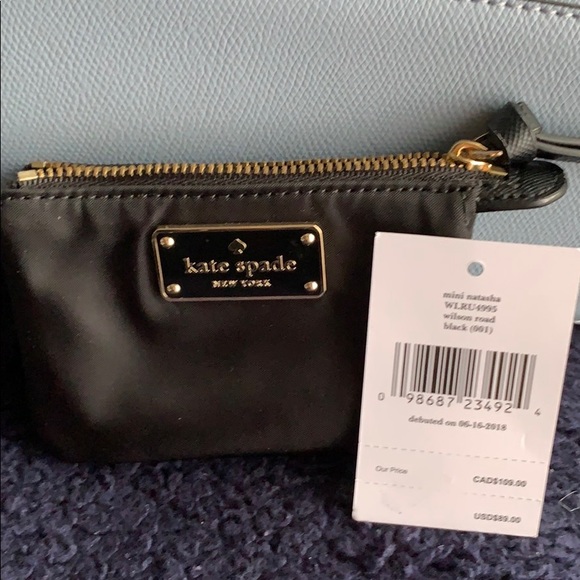 kate spade
NEW YORK
mini natasha
WLRU4995
wilson road
black (001)
0 98687 23492 4
debuted on 06-16-2018
Our Price CAD$109.00
USD$89.00